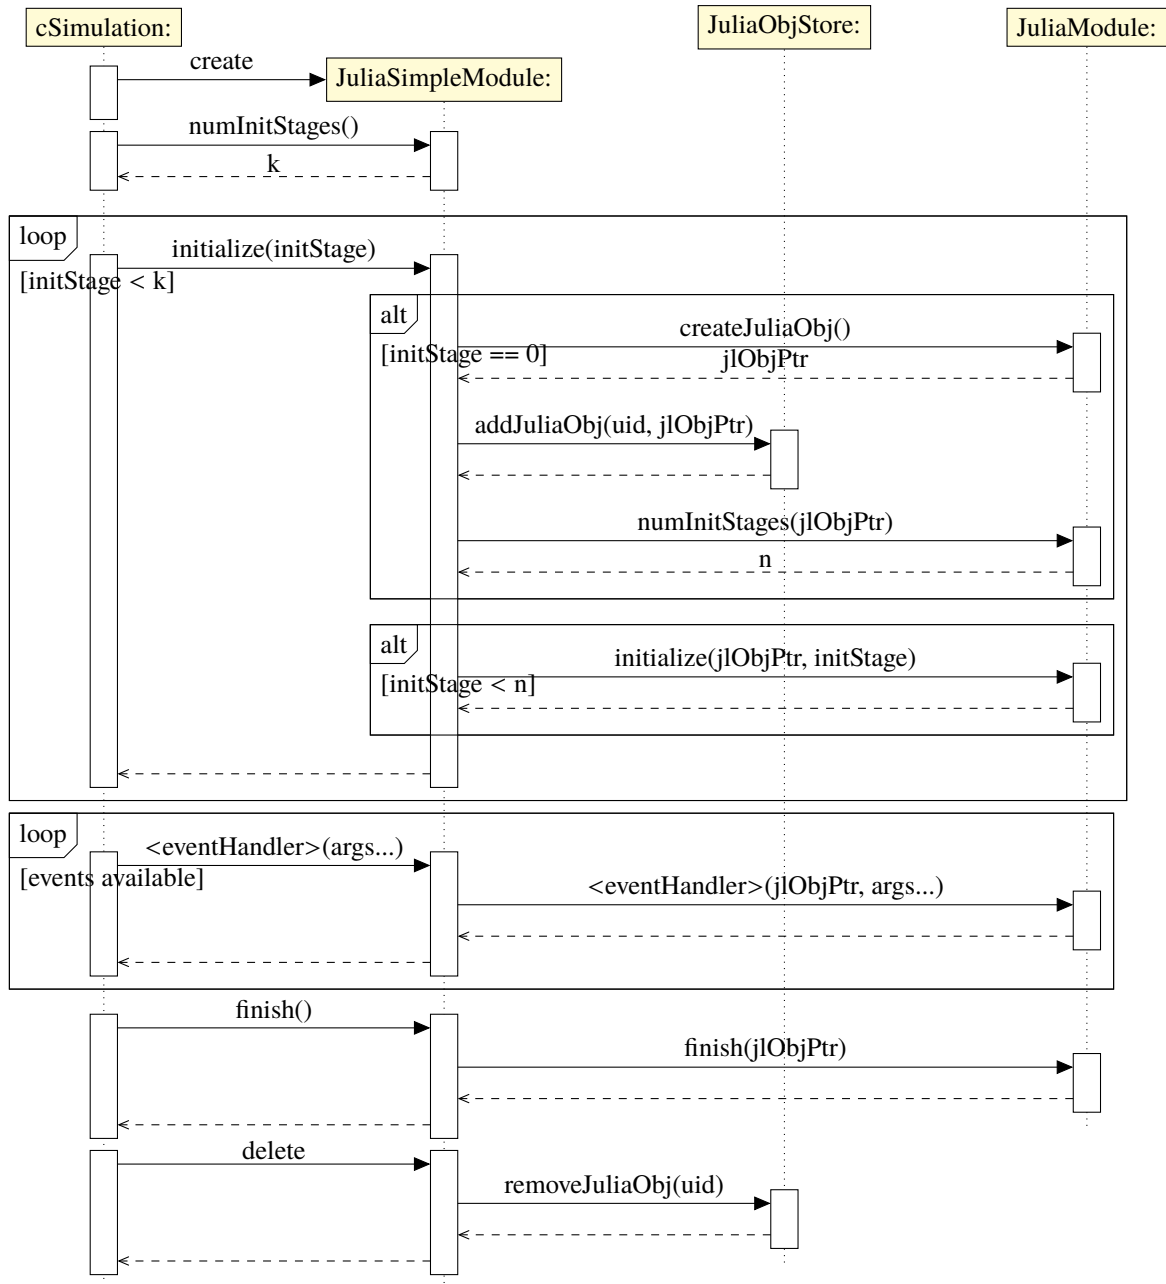 cSimulation:
JuliaObjStore:
JuliaModule:
create
JuliaSimpleModule:
numInitStages()
k
loop
initialize(initStage)
[initStage < k]
alt
createJuliaObj()
[initStage == 0]
jlObjPtr
addJuliaObj(uid, jlObjPtr)
numInitStages(jlObjPtr)
n
alt
initialize(jlObjPtr, initStage)
[initStage < n]
loop
<eventHandler>(args...)
[events available]
<eventHandler>(jlObjPtr, args...)
finish()
finish(jlObjPtr)
delete
removeJuliaObj(uid)